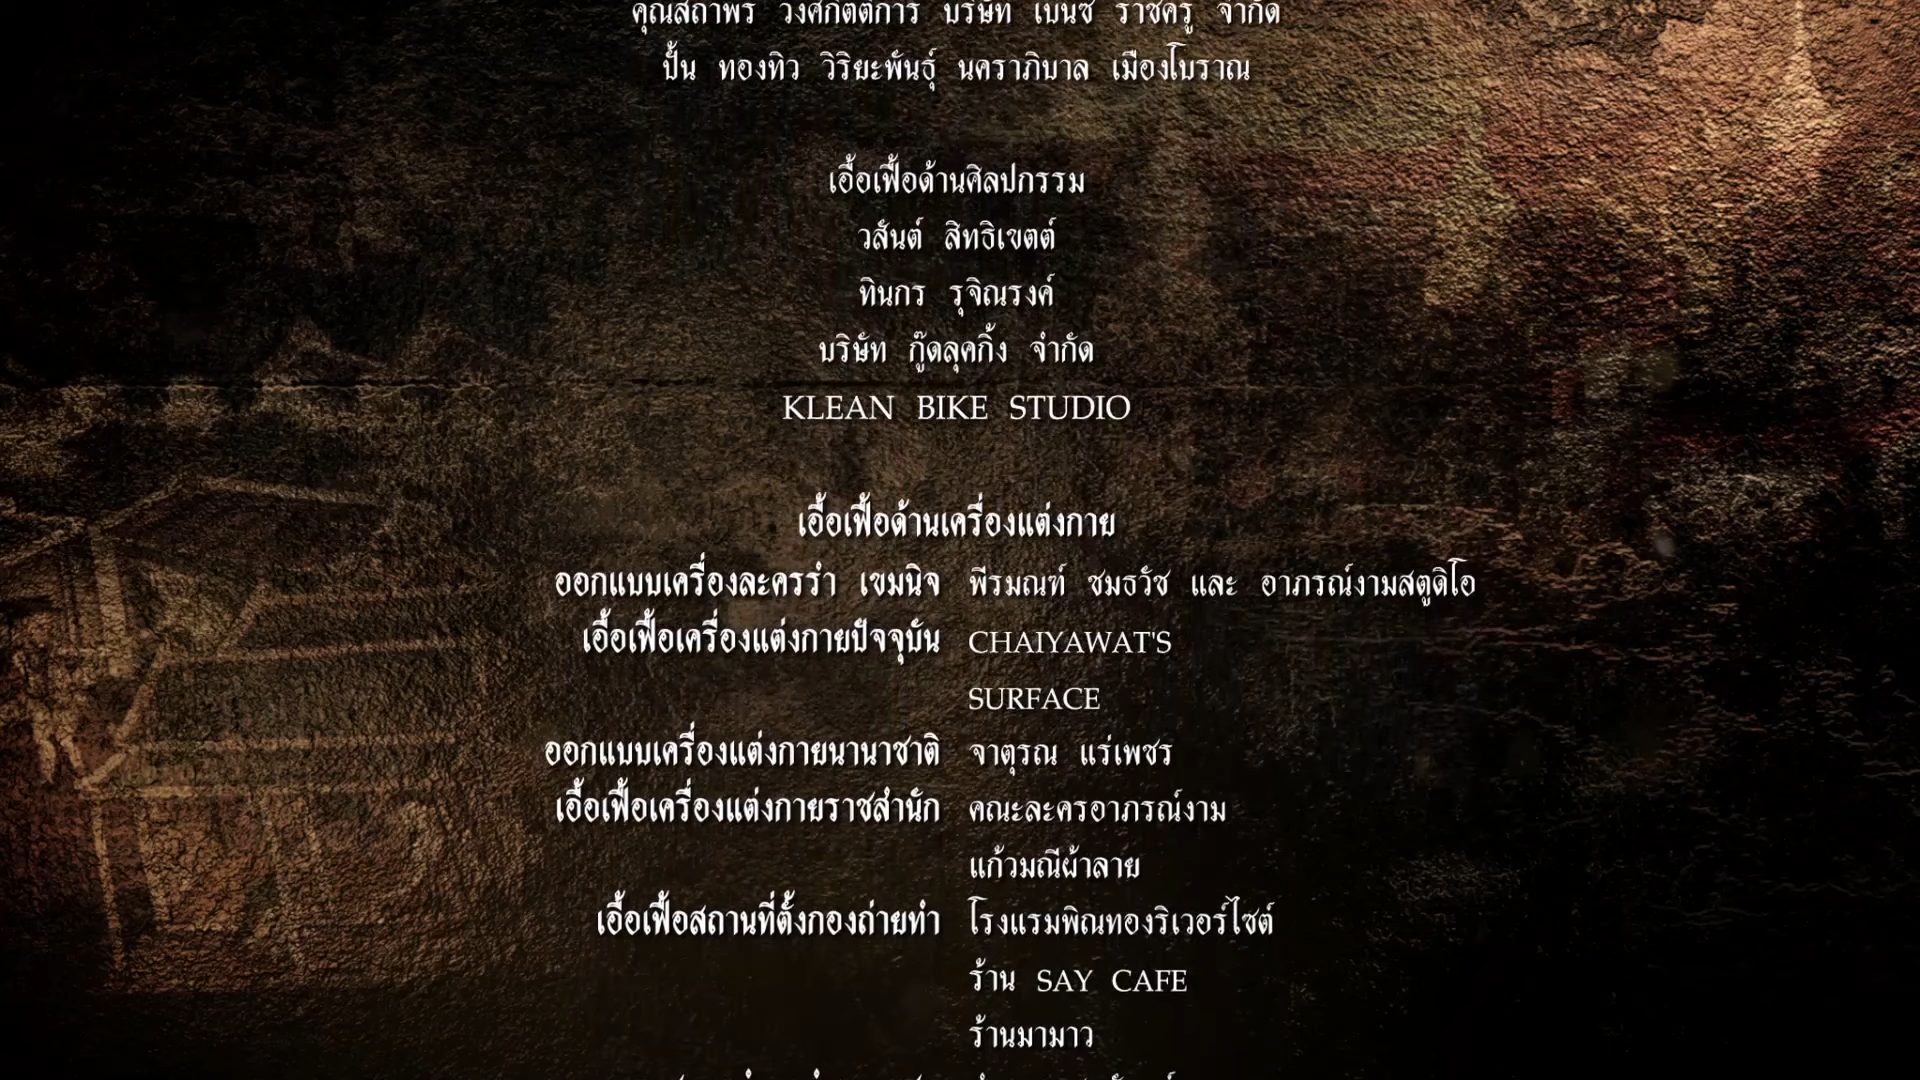 คุณสถาพร วงศ์กิตติการ บริษัท เบนซ์ ราชครู จำกัด
ปั้น ทองทิว วิริยะพันธุ์ นคราภิบาล เมืองโบราณ
เอื้อเฟื้อด้านศิลปกรรม
วสันต์ สิทธิเขตต์
ทินกร รุจิณรงค์
บริษัท กู๊ดลุคกิ้ง จำกัด
KLEAN BIKE STUDIO
เอื้อเฟื้อด้านเครื่องแต่งกาย
ออกแบบเครื่องละครรำ เขมนิจ พีรมณฑ์ ชมธวัช และ อาภรณ์งามสตูดิโอ
เอื้อเฟื้อเครื่องแต่งกายปัจจุบัน CHAIYAWAT'S
SURFACE
ออกแบบเครื่องแต่งกายนานาชาติ จาตุรณ แร่เพชร
เอื้อเฟื้อเครื่องแต่งกายราชสำนัก คณะละครอาภรณ์งาม
แก้วมณีผ้าลาย
เอื้อเฟื้อสถานที่ตั้งกองถ่ายทำ โรงแรมพิณทองริเวอร์ไซต์
ร้าน SAY CAFE
ร้านมามาว